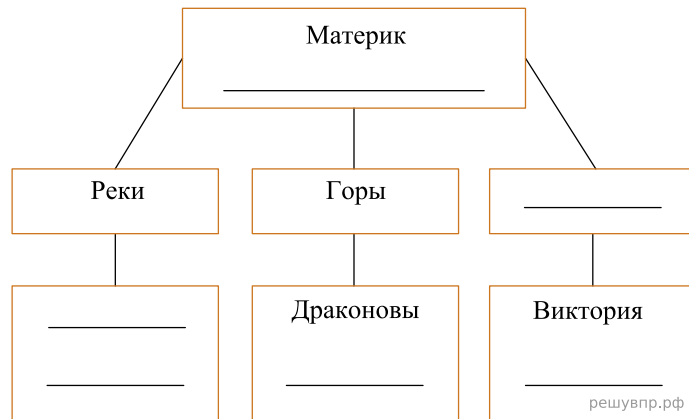 Материк
Реки
Горы
Драконовы
Виктория
решувпр.рф